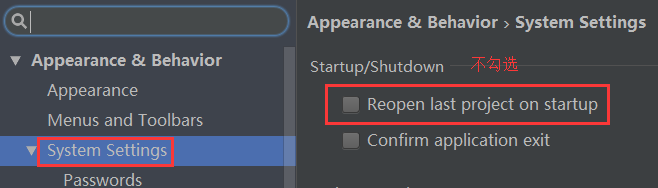 Appearance & Behavior
Appearance
Menus and Toolbars
System Settings
Passwords
Appearance & Behavior › System Settings
Startup/Shutdown 不勾选
Reopen last project on startup
Confirm application exit